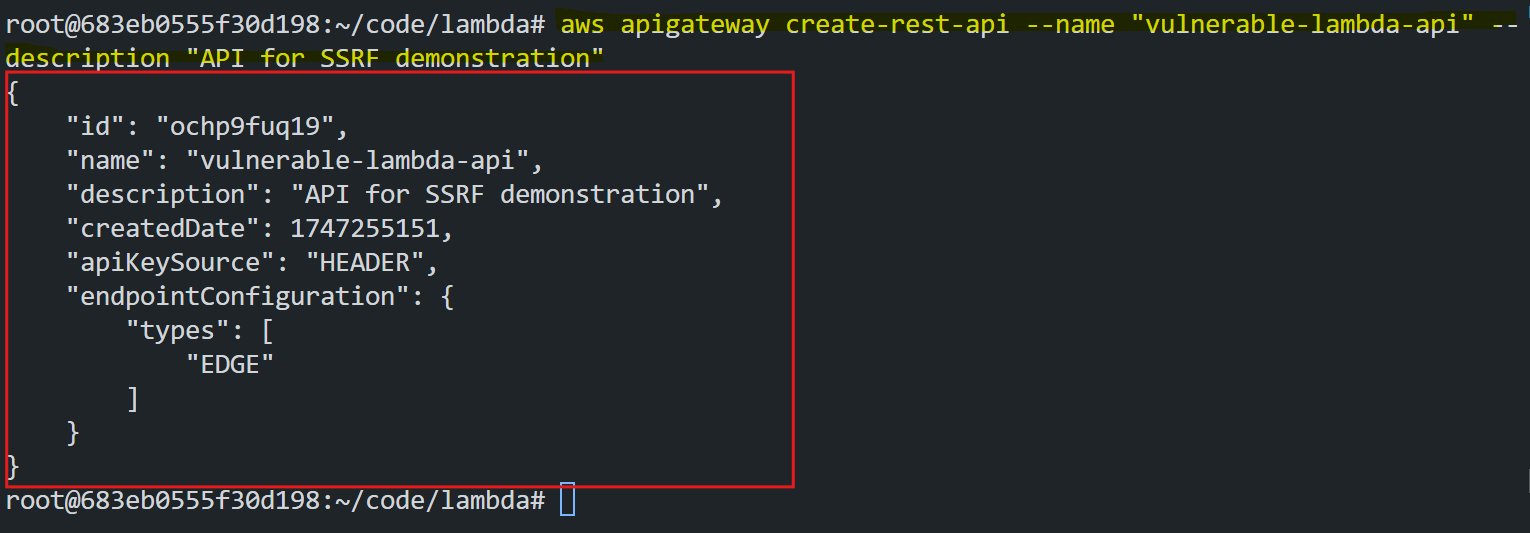 root@683eb0555f30d198:~/code/lambda# aws apigateway create-rest-api --name "vulnerable-lambda-api" --
description "API for SSRF demonstration"
{
    "id": "ochp9fuq19",
    "name": "vulnerable-lambda-api",
    "description": "API for SSRF demonstration",
    "createdDate": 1747255151,
    "apiKeySource": "HEADER",
    "endpointConfiguration": {
        "types": [
            "EDGE"
        ]
    }
}
root@683eb0555f30d198:~/code/lambda#